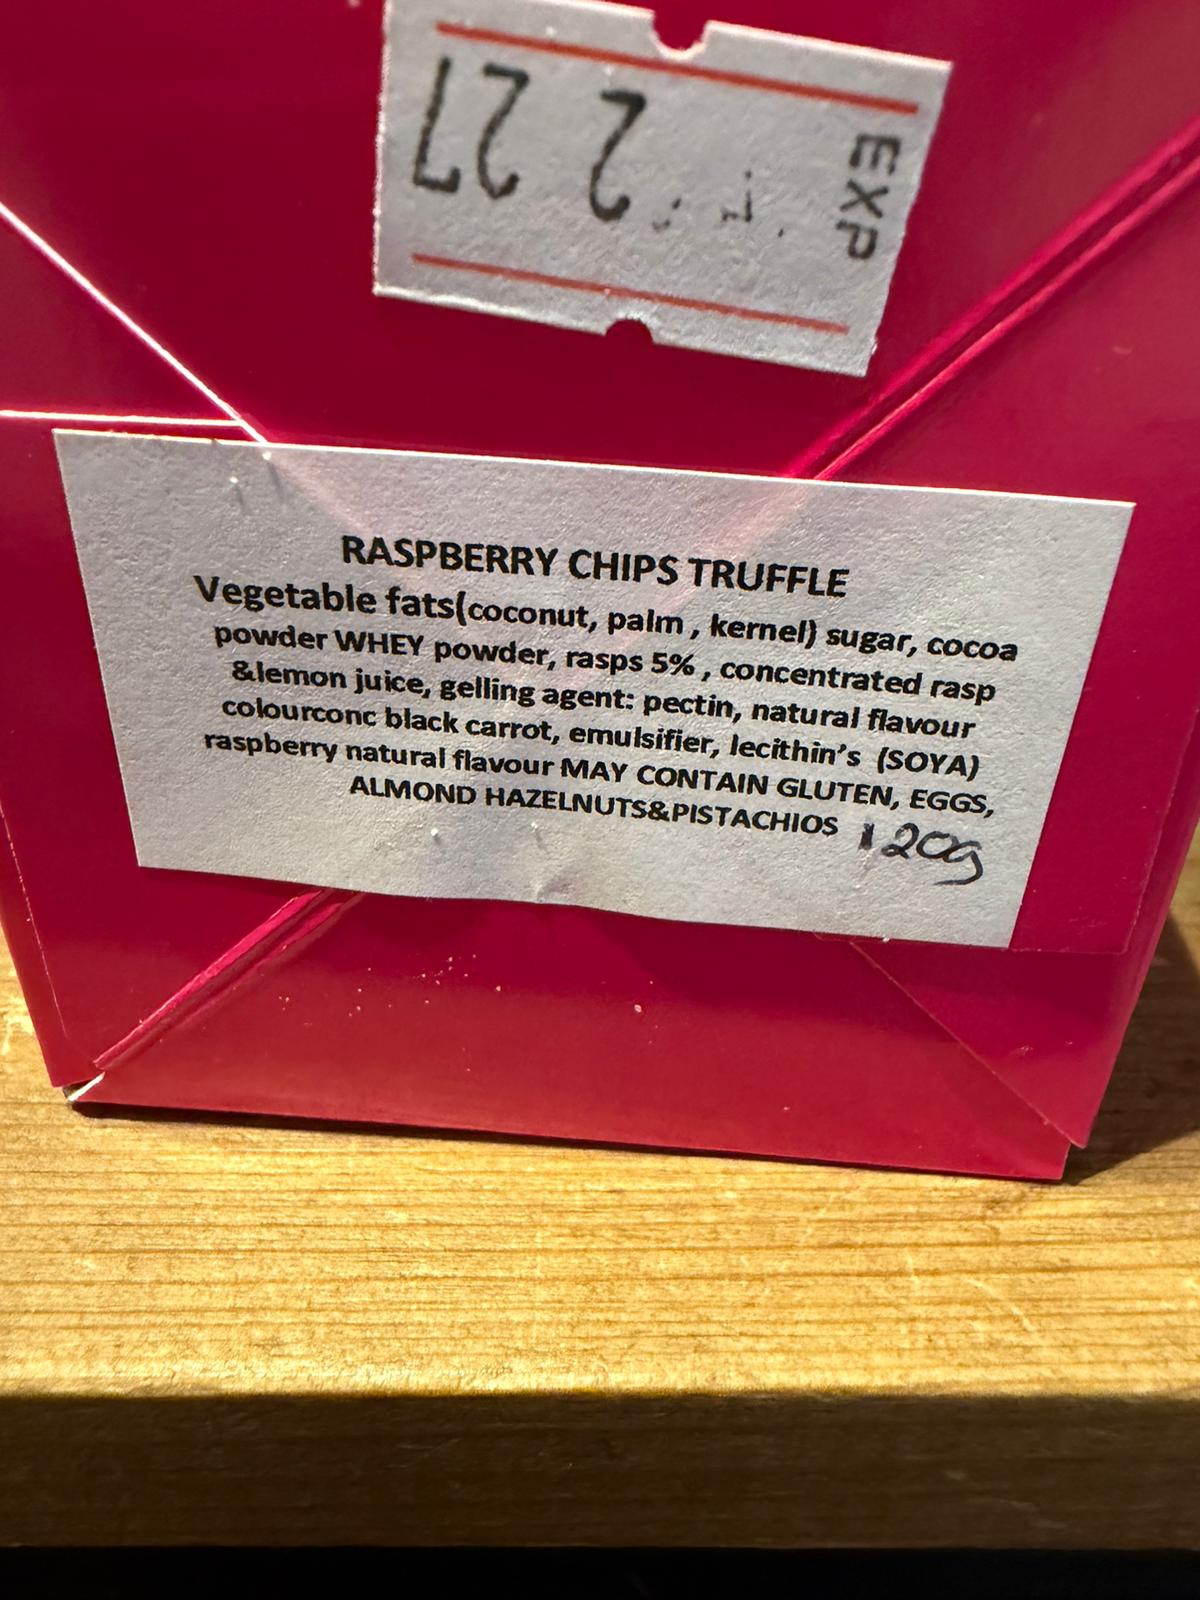 EXP 2 27
RASPBERRY CHIPS TRUFFLE
Vegetable fats(coconut, palm , kernel) sugar, cocoa
powder WHEY powder, rasps 5% , concentrated rasp
&lemon juice, gelling agent: pectin, natural flavour
colourconc black carrot, emulsifier, lecithin's (SOYA)
raspberry natural flavour MAY CONTAIN GLUTEN, EGGS,
ALMOND HAZELNUTS&PISTACHIOS 120g